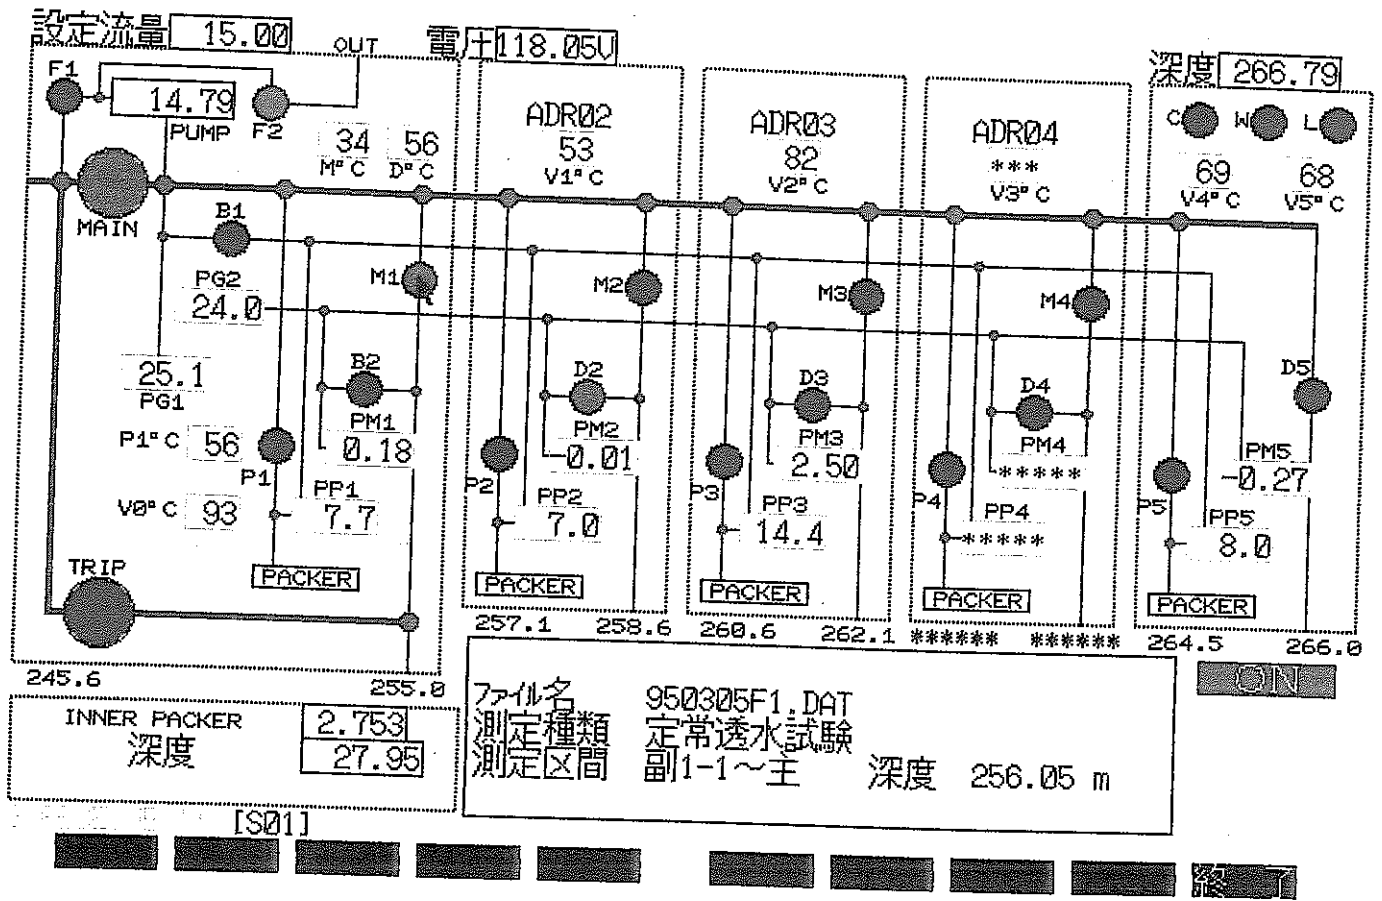 設定流量 15.00
OUT
電圧 118.05V
深度 266.79
F1
14.79
PUMP
F2
34
M°C
56
D°C
MAIN
B1
PG2
24.0
M1
25.1
PG1
B2
PM1
0.18
P1°C 56
P1
V0°C 93
PP1
7.7
TRIP
PACKER
245.6
255.0
ADR02
53
V1°C
M2
D2
PM2
-0.01
P2
PP2
7.0
PACKER
257.1
258.6
ADR03
82
V2°C
M3
D3
PM3
2.50
P3
PP3
14.4
PACKER
260.6
262.1
ADR04
***
V3°C
M4
D4
PM4
*****
P4
PP4
*****
PACKER
******
******
C
W
L
69
V4°C
68
V5°C
D5
PM5
-0.27
P5
PP5
8.0
PACKER
264.5
266.0
ON
INNER PACKER 2.753
深度 27.95
ファイル名 950305F1.DAT
測定種類 定常透水試験
測定区間 副1-1～主 深度 256.05 m
[S01]
終 了